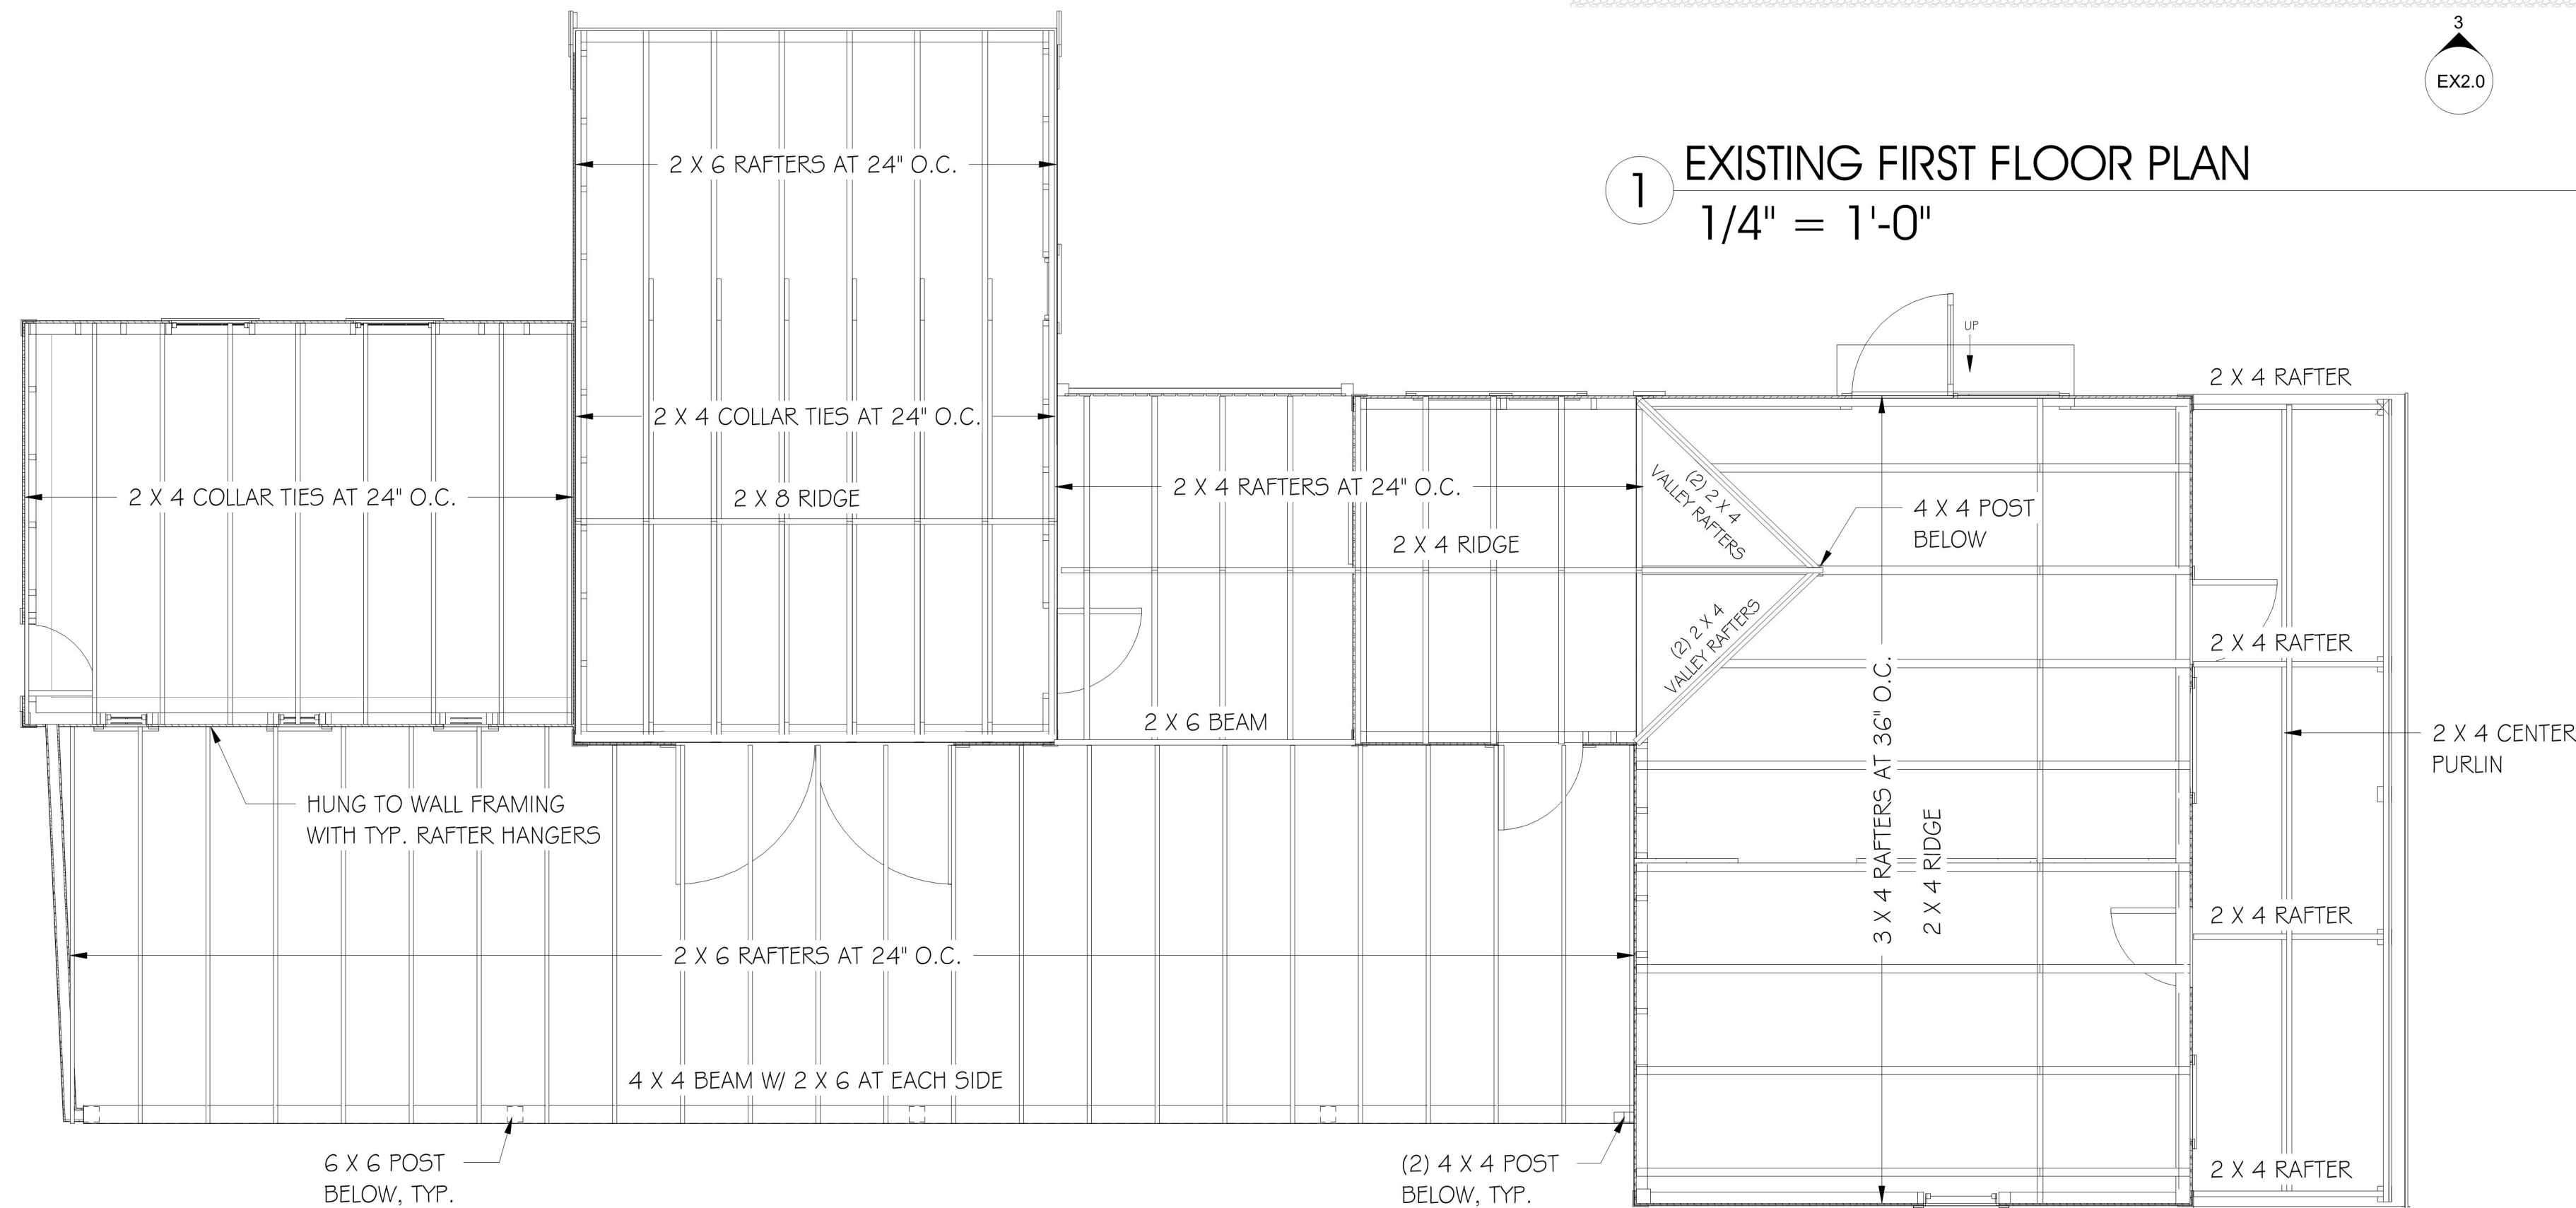 3
EX2.0
1
EXISTING FIRST FLOOR PLAN
1/4" = 1'-0"
2 X 6 RAFTERS AT 24" O.C.
UP
2 X 4 RAFTER
2 X 4 COLLAR TIES AT 24" O.C.
2 X 4 COLLAR TIES AT 24" O.C.
2 X 8 RIDGE
2 X 4 RAFTERS AT 24" O.C.
2 X 4 RIDGE
(2) 2 X 4
VALLEY RAFTERS
4 X 4 POST
BELOW
(2) 2 X 4
VALLEY RAFTERS
2 X 4 RAFTER
2 X 6 BEAM
2 X 4 CENTER
PURLIN
HUNG TO WALL FRAMING
WITH TYP. RAFTER HANGERS
3 X 4 RAFTERS AT 36" O.C.
2 X 4 RIDGE
2 X 4 RAFTER
2 X 6 RAFTERS AT 24" O.C.
4 X 4 BEAM W/ 2 X 6 AT EACH SIDE
6 X 6 POST
BELOW, TYP.
(2) 4 X 4 POST
BELOW, TYP.
2 X 4 RAFTER